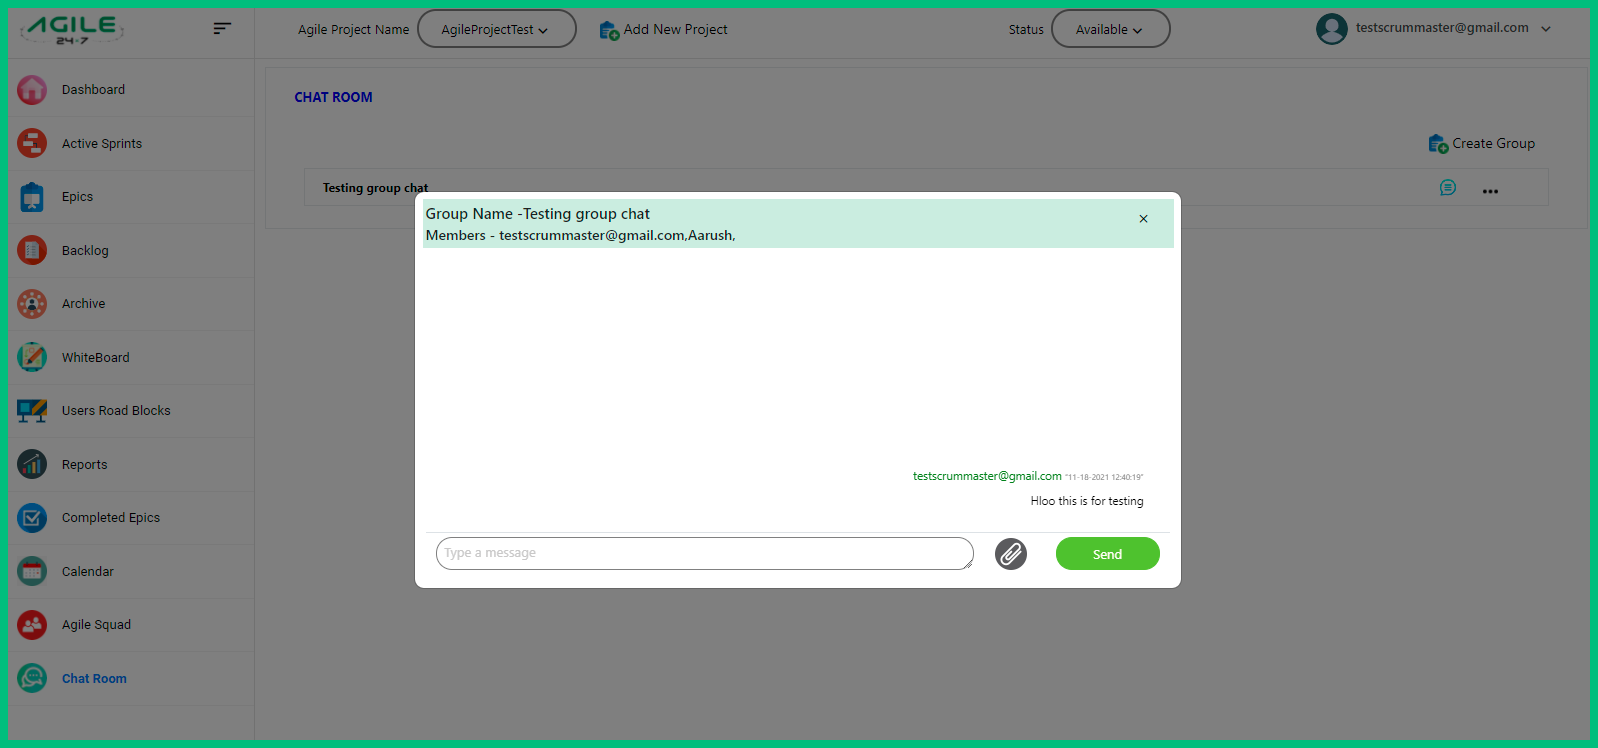 AGILE
24*7
Agile Project Name AgileProjectTest Add New Project Status Available testscrummaster@gmail.com
Dashboard
Active Sprints
Epics
Backlog
Archive
WhiteBoard
Users Road Blocks
Reports
Completed Epics
Calendar
Agile Squad
Chat Room
CHAT ROOM
Create Group
Testing group chat
Group Name -Testing group chat
Members - testscrummaster@gmail.com,Aarush,
testscrummaster@gmail.com "11-18-2021 12:40:19"
Hloo this is for testing
Type a message Send